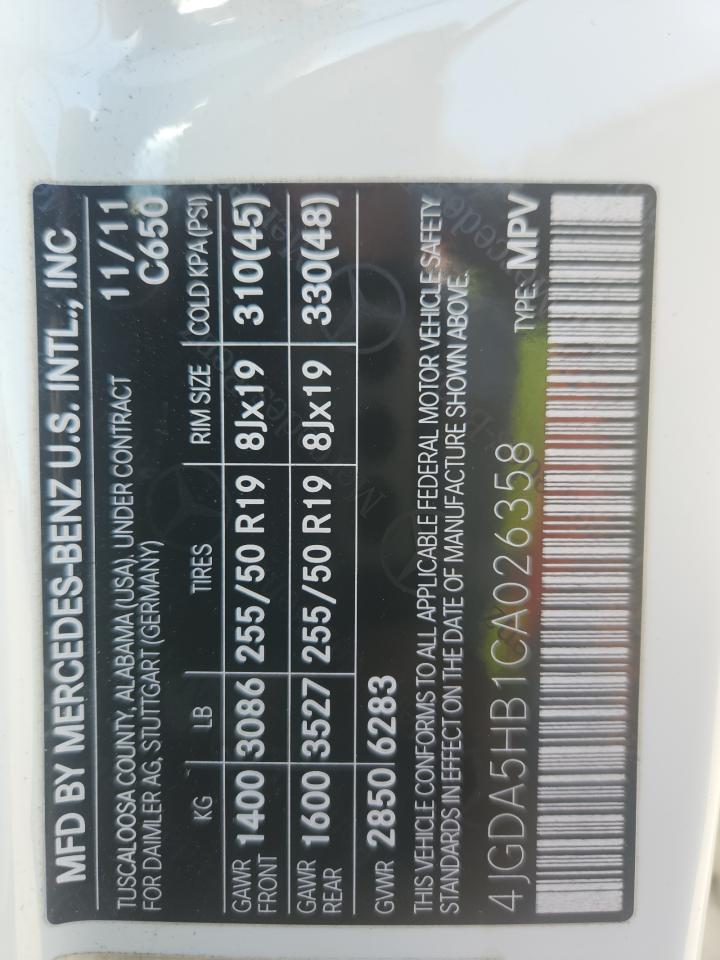 MFD BY MERCEDES-BENZ U.S. INTL., INC
TUSCALOOSA COUNTY, ALABAMA (USA), UNDER CONTRACT 11/11
FOR DAIMLER AG, STUTTGART (GERMANY) C650
KG LB TIRES RIM SIZE COLD KPA(PSI)
GAWR FRONT 1400 3086 255/50 R19 8Jx19 310(45)
GAWR REAR 1600 3527 255/50 R19 8Jx19 330(48)
GVWR 2850 6283
THIS VEHICLE CONFORMS TO ALL APPLICABLE FEDERAL MOTOR VEHICLE SAFETY
STANDARDS IN EFFECT ON THE DATE OF MANUFACTURE SHOWN ABOVE.
4JGDA5HB1CA026358 TYPE: MPV